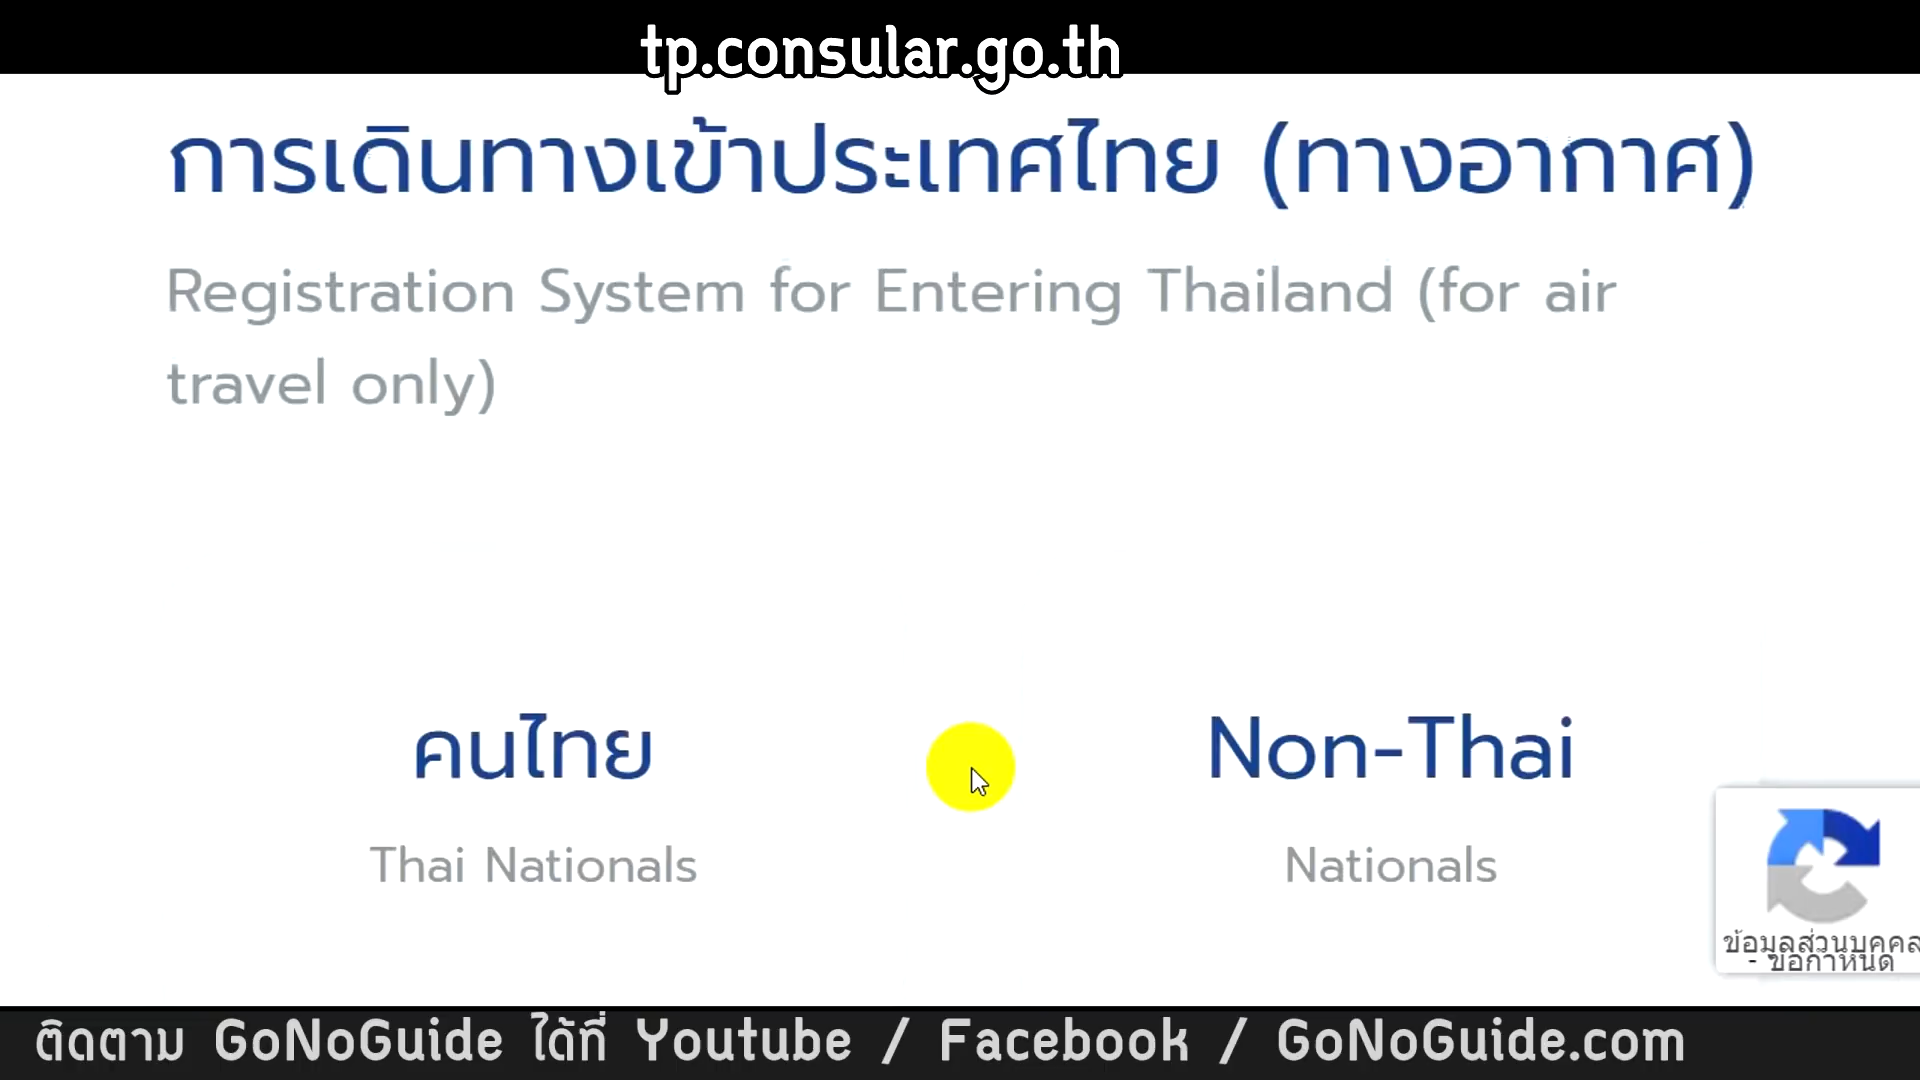 tp.consular.go.th
การเดินทางเข้าประเทศไทย (ทางอากาศ)
Registration System for Entering Thailand (for air
travel only)
คนไทย
Non-Thai
Thai Nationals
Nationals
ข้อมูลส่วนบุคคล
- ข้อกำหนด
ติดตาม GoNoGuide ได้ที่ Youtube / Facebook / GoNoGuide.com